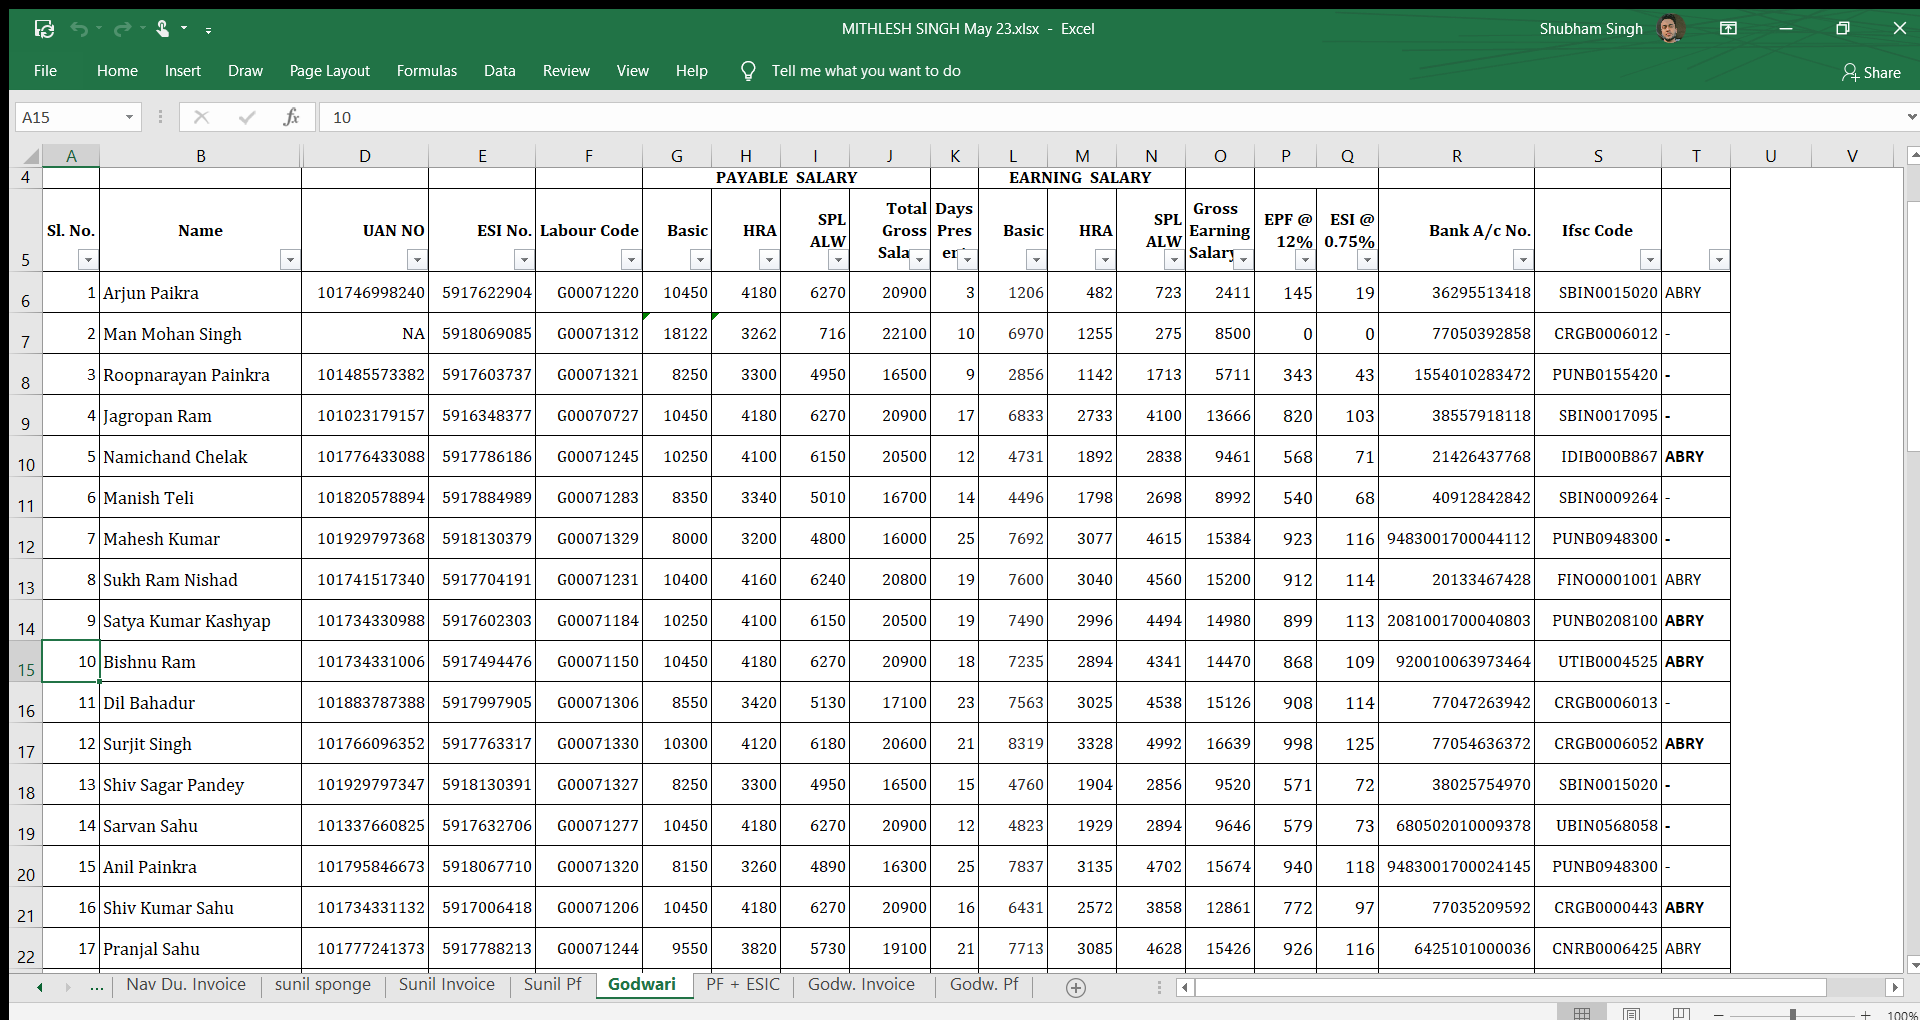 MITHLESH SINGH May 23.xlsx - Excel
Shubham Singh
File Home Insert Draw Page Layout Formulas Data Review View Help Tell me what you want to do Share
A15 fx 10
A B D E F G H I J K L M N O P Q R S T U V
4 PAYABLE SALARY EARNING SALARY
5 Sl. No. Name UAN NO ESI No. Labour Code Basic HRA SPL ALW Total Gross Sala Days Pres Basic HRA SPL ALW Gross Earning Salary EPF @ 12% ESI @ 0.75% Bank A/c No. Ifsc Code
6 1 Arjun Paikra 101746998240 5917622904 G00071220 10450 4180 6270 20900 3 1206 482 723 2411 145 19 36295513418 SBIN0015020 ABRY
7 2 Man Mohan Singh NA 5918069085 G00071312 18122 3262 716 22100 10 6970 1255 275 8500 0 0 77050392858 CRGB0006012 -
8 3 Roopnarayan Painkra 101485573382 5917603737 G00071321 8250 3300 4950 16500 9 2856 1142 1713 5711 343 43 1554010283472 PUNB0155420 -
9 4 Jagropan Ram 101023179157 5916348377 G00070727 10450 4180 6270 20900 17 6833 2733 4100 13666 820 103 38557918118 SBIN0017095 -
10 5 Namichand Chelak 101776433088 5917786186 G00071245 10250 4100 6150 20500 12 4731 1892 2838 9461 568 71 21426437768 IDIB000B867 ABRY
11 6 Manish Teli 101820578894 5917884989 G00071283 8350 3340 5010 16700 14 4496 1798 2698 8992 540 68 40912842842 SBIN0009264 -
12 7 Mahesh Kumar 101929797368 5918130379 G00071329 8000 3200 4800 16000 25 7692 3077 4615 15384 923 116 9483001700044112 PUNB0948300 -
13 8 Sukh Ram Nishad 101741517340 5917704191 G00071231 10400 4160 6240 20800 19 7600 3040 4560 15200 912 114 20133467428 FINO0001001 ABRY
14 9 Satya Kumar Kashyap 101734330988 5917602303 G00071184 10250 4100 6150 20500 19 7490 2996 4494 14980 899 113 2081001700040803 PUNB0208100 ABRY
15 10 Bishnu Ram 101734331006 5917494476 G00071150 10450 4180 6270 20900 18 7235 2894 4341 14470 868 109 920010063973464 UTIB0004525 ABRY
16 11 Dil Bahadur 101883787388 5917997905 G00071306 8550 3420 5130 17100 23 7563 3025 4538 15126 908 114 77047263942 CRGB0006013 -
17 12 Surjit Singh 101766096352 5917763317 G00071330 10300 4120 6180 20600 21 8319 3328 4992 16639 998 125 77054636372 CRGB0006052 ABRY
18 13 Shiv Sagar Pandey 101929797347 5918130391 G00071327 8250 3300 4950 16500 15 4760 1904 2856 9520 571 72 38025754970 SBIN0015020 -
19 14 Sarvan Sahu 101337660825 5917632706 G00071277 10450 4180 6270 20900 12 4823 1929 2894 9646 579 73 680502010009378 UBIN0568058 -
20 15 Anil Painkra 101795846673 5918067710 G00071320 8150 3260 4890 16300 25 7837 3135 4702 15674 940 118 9483001700024145 PUNB0948300 -
21 16 Shiv Kumar Sahu 101734331132 5917006418 G00071206 10450 4180 6270 20900 16 6431 2572 3858 12861 772 97 77035209592 CRGB0000443 ABRY
22 17 Pranjal Sahu 101777241373 5917788213 G00071244 9550 3820 5730 19100 21 7713 3085 4628 15426 926 116 6425101000036 CNRB0006425 ABRY
... Nav Du. Invoice sunil sponge Sunil Invoice Sunil Pf Godwari PF + ESIC Godw. Invoice Godw. Pf
100%